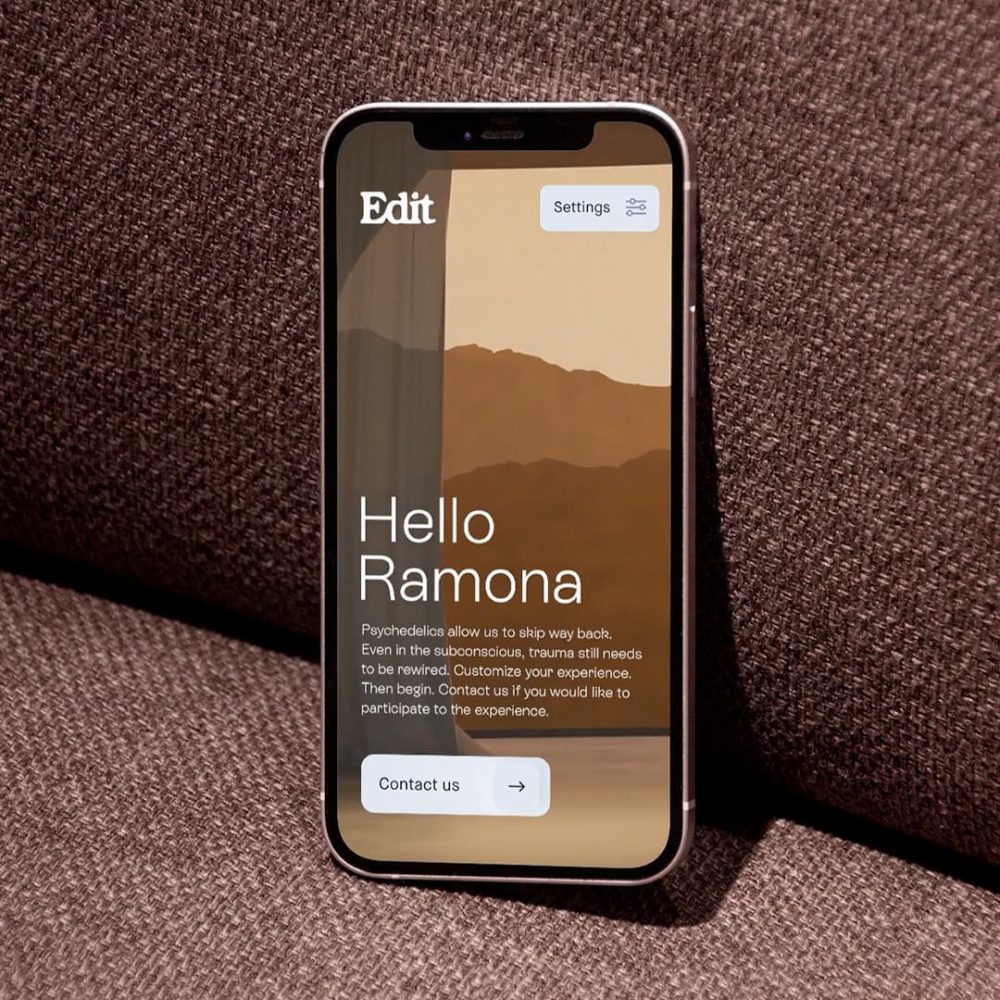 Edit
Settings
Hello
Ramona
Psychedelics allow us to skip way back.
Even in the subconscious, trauma still needs
to be rewired. Customize your experience.
Then begin. Contact us if you would like to
participate to the experience.
Contact us →